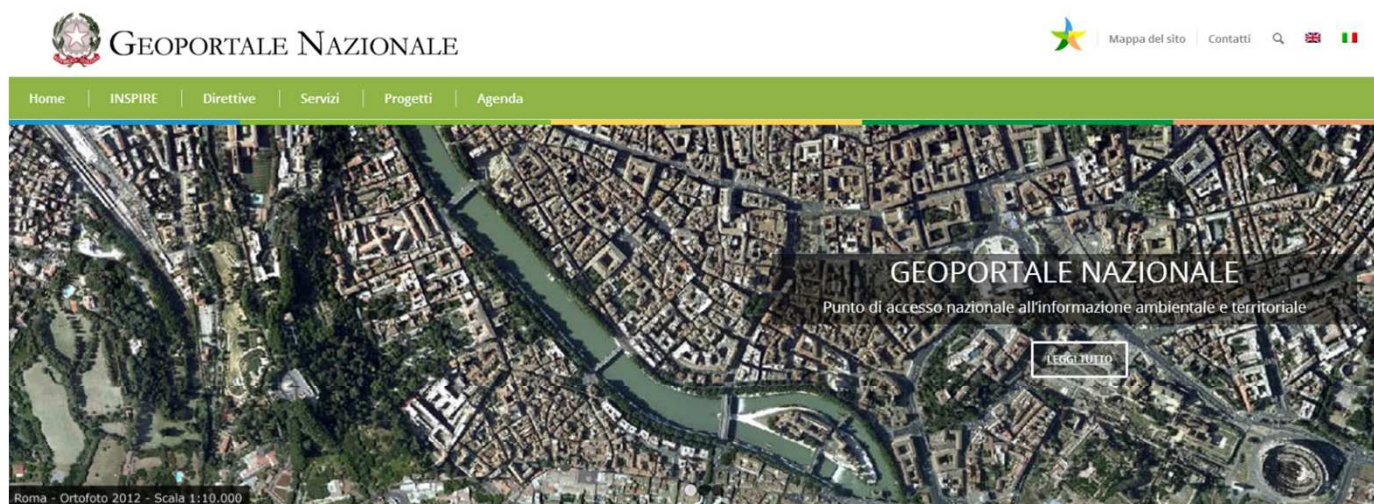 GEOPORTALE NAZIONALE
Mappa del sito
Contatti
Home
INSPIRE
Direttive
Servizi
Progetti
Agenda
GEOPORTALE NAZIONALE
Punto di accesso nazionale all'informazione ambientale e territoriale
LEGGI TUTTO
Roma - Ortofoto 2012 - Scala 1:10.000